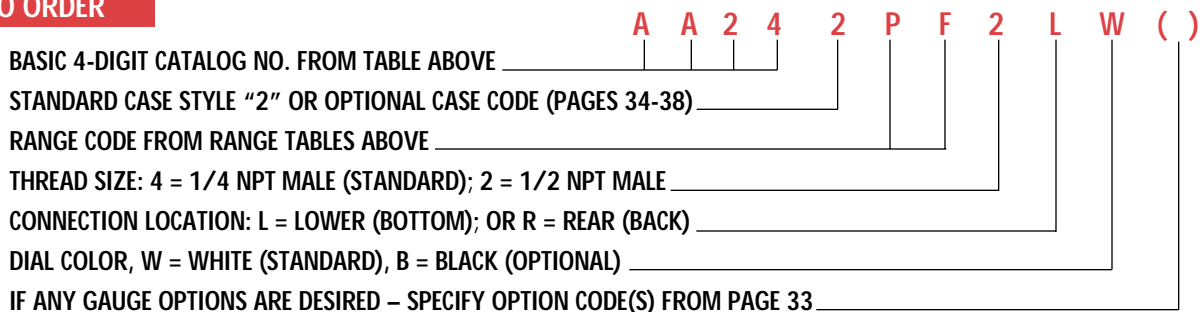 O ORDER
A A 2 4 2 P F 2 L W ( )
BASIC 4-DIGIT CATALOG NO. FROM TABLE ABOVE
STANDARD CASE STYLE “2” OR OPTIONAL CASE CODE (PAGES 34-38)
RANGE CODE FROM RANGE TABLES ABOVE
THREAD SIZE: 4 = 1/4 NPT MALE (STANDARD); 2 = 1/2 NPT MALE
CONNECTION LOCATION: L = LOWER (BOTTOM); OR R = REAR (BACK)
DIAL COLOR, W = WHITE (STANDARD), B = BLACK (OPTIONAL)
IF ANY GAUGE OPTIONS ARE DESIRED – SPECIFY OPTION CODE(S) FROM PAGE 33